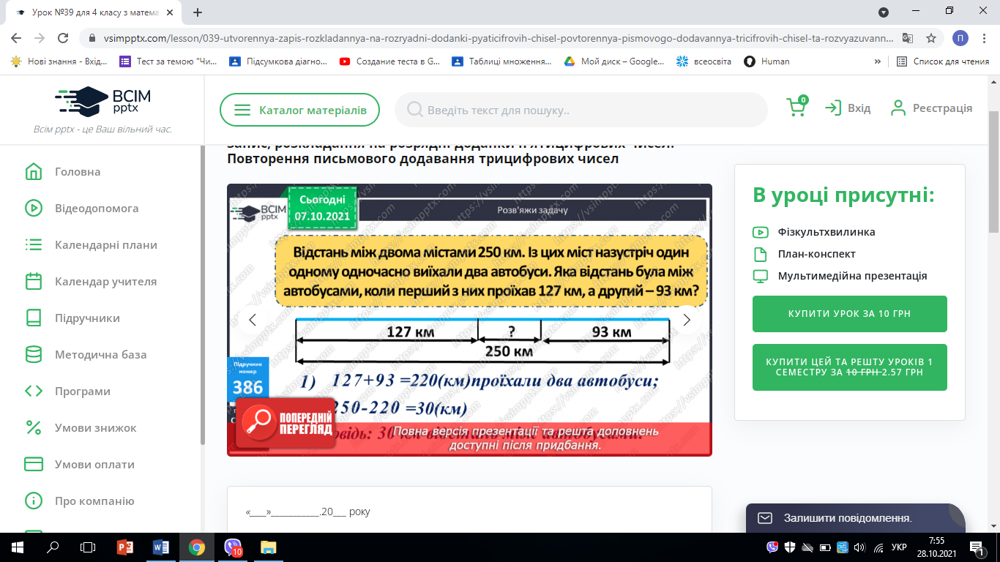 Урок №39 для 4 класу з матема
vsimpptx.com/lesson/039-utvorennya-zapis-rozkladannya-na-rozryadni-dodanki-pyaticifrovih-chisel-povtorennya-pismovogo-dodavannya-tricifrovih-chisel-ta-rozvyazuvann...
П
Нові знання – Вхід...
Тест за темою "Чи...
Підсумкова діагно...
Создание теста в G...
Таблиці множення...
Мой диск – Google...
всеосвіта
Human
»
Список для чтения
ВСІМ
pptx
Всім pptx - це Ваш вільний час.
Каталог матеріалів
Введіть текст для пошуку..
0
Вхід
Реєстрація
Головна
Відеодопомога
Календарні плани
Календар учителя
Підручники
Методична база
Програми
Умови знижок
Умови оплати
Про компанію
Запис, розкладання на розрядні доданки п'ятицифрових чисел.
Повторення письмового додавання трицифрових чисел
ВСІМ
pptx
Сьогодні
07.10.2021
Розв'яжи задачу
Відстань між двома містами 250 км. Із цих міст назустріч один
одному одночасно виїхали два автобуси. Яка відстань була між
автобусами, коли перший з них проїхав 127 км, а другий – 93 км?
127 км
?
93 км
250 км
Підручник
номер
386
1) 127+93 =220(км)проїхали два автобуси;
250-220 =30(км)
ПОПЕРЕДНІЙ
ПЕРЕГЛЯД
30 км відстань між автобусами.
Повна версія презентації та решта доповнень
доступні після придбання.
https://vsimpptx.com
«____»____________.20___ року
В уроці присутні:
Фізкультхвилинка
План-конспект
Мультимедійна презентація
КУПИТИ УРОК ЗА 10 ГРН
КУПИТИ ЦЕЙ ТА РЕШТУ УРОКІВ 1
СЕМЕСТРУ ЗА 10 ГРН 2.57 ГРН
Залишити повідомлення.
10
УКР
7:55
28.10.2021
1